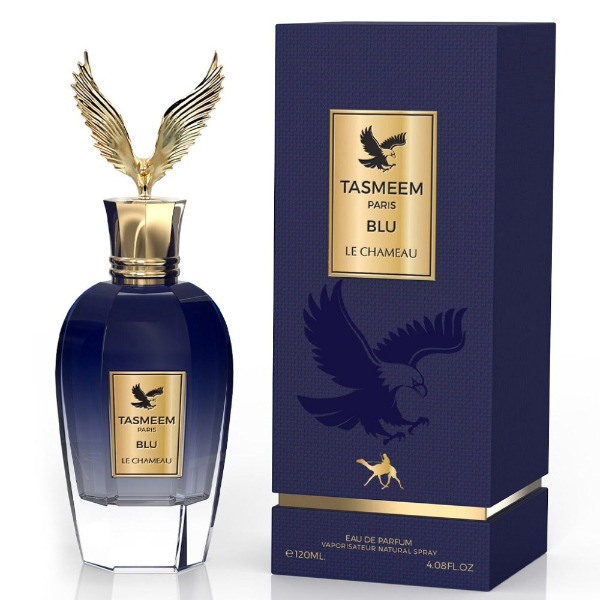 TASMEEM
PARIS
BLU
LE CHAMEAU
TASMEEM
PARIS
BLU
LE CHAMEAU
EAU DE PARFUM
VAPORISATEUR NATURAL SPRAY
℮120ML. 4.08FL.OZ